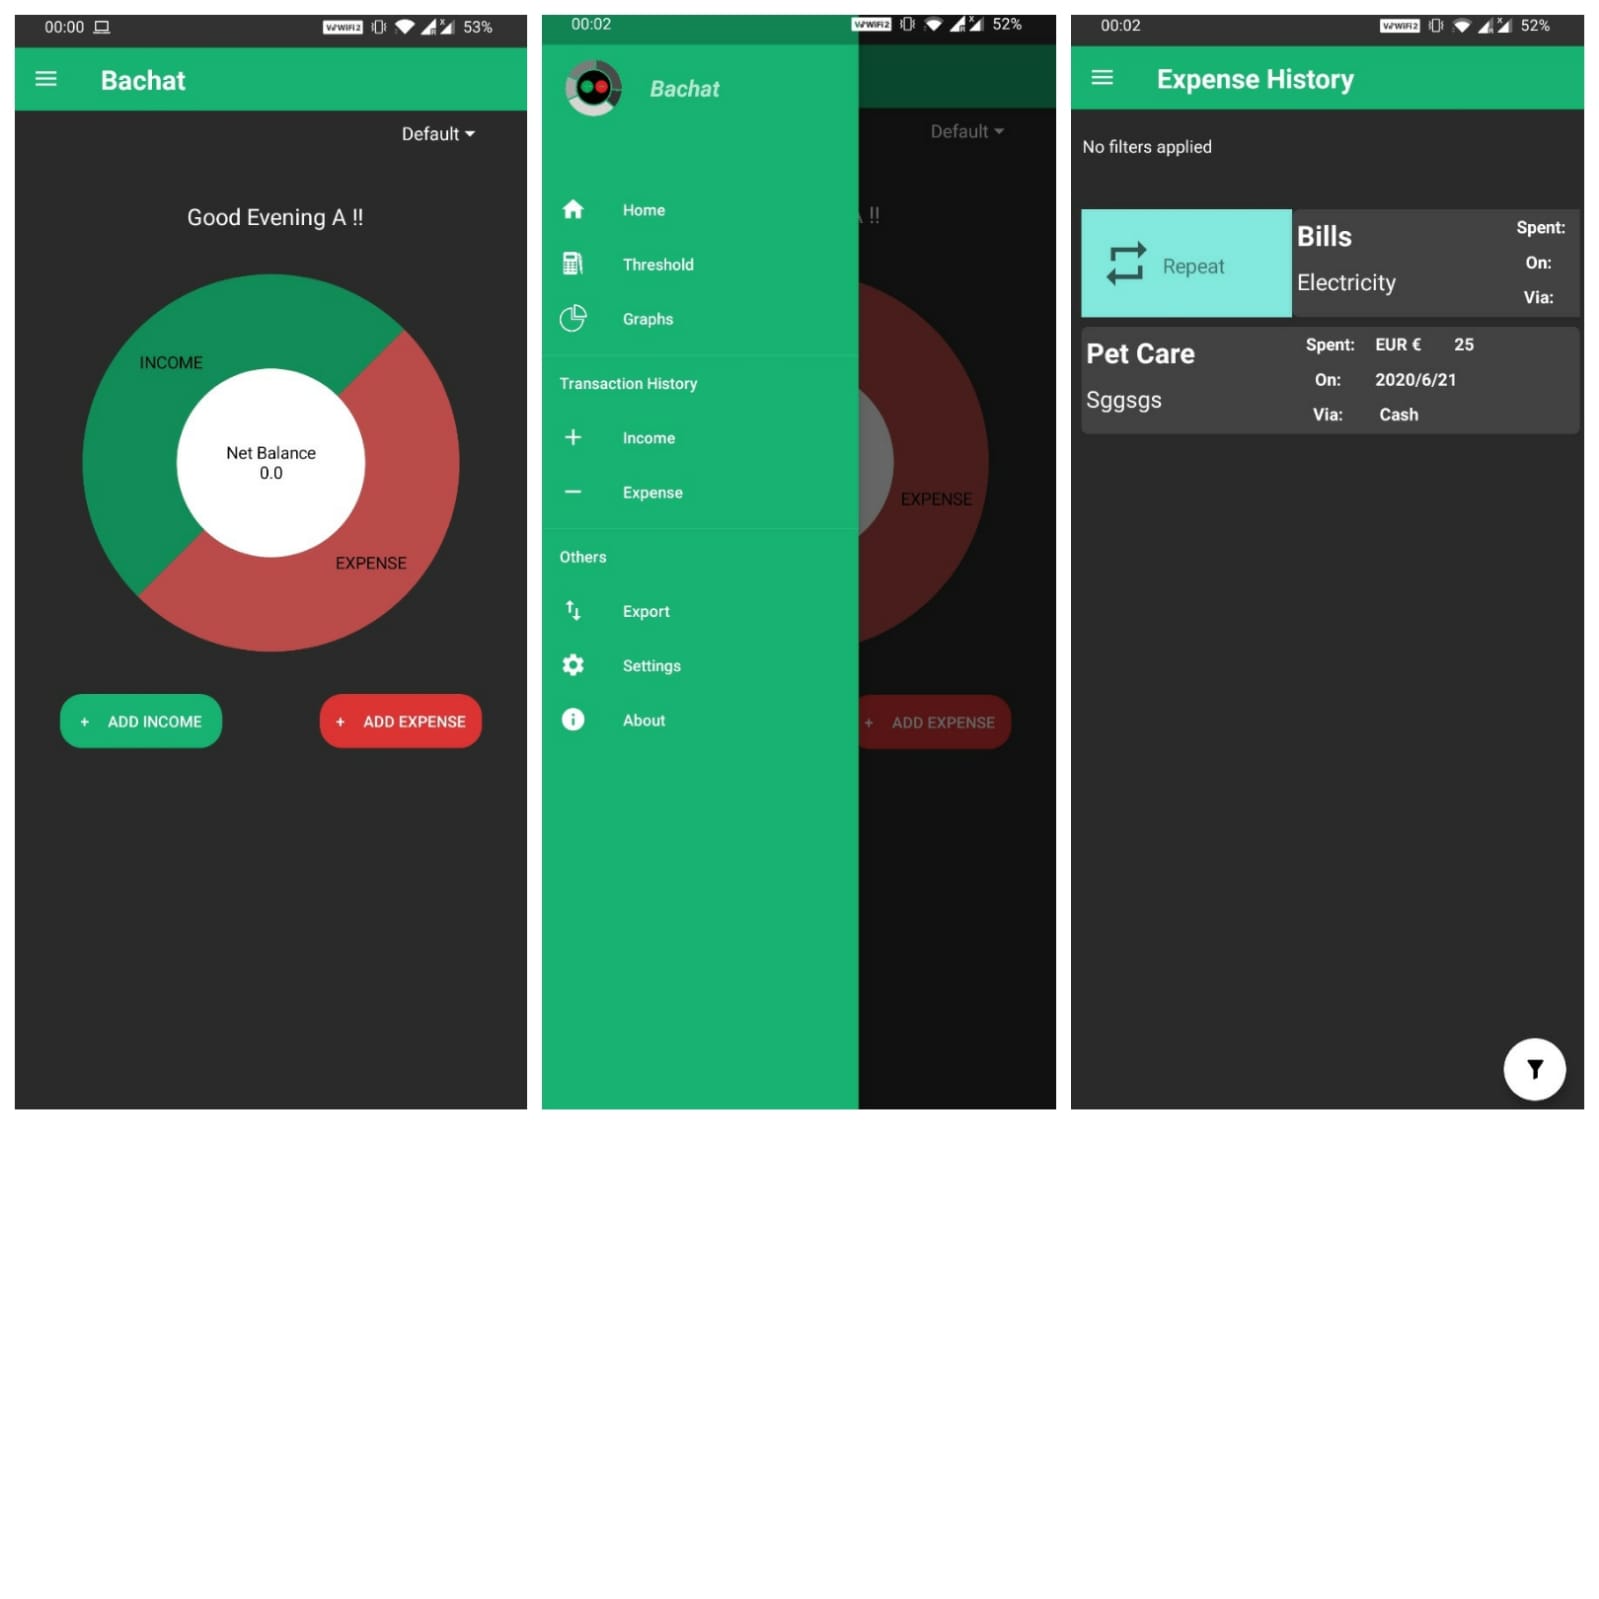 00:00
53%
Bachat
Default
Good Evening A !!
INCOME
Net Balance
0.0
EXPENSE
+ ADD INCOME
+ ADD EXPENSE
00:02
52%
Bachat
Default
!!
Home
Threshold
Graphs
Transaction History
+ Income
− Expense
EXPENSE
Others
Export
Settings
About
+ ADD EXPENSE
00:02
52%
Expense History
No filters applied
Repeat
Bills
Electricity
Spent:
On:
Via:
Pet Care
Sggsgs
Spent: EUR € 25
On: 2020/6/21
Via: Cash